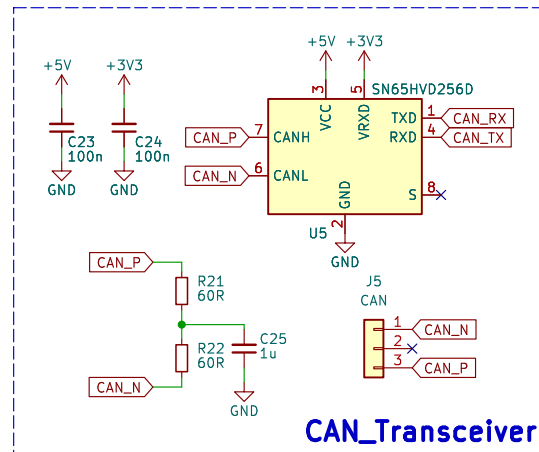 +5V +3V3
C23
100n
C24
100n
GND GND
+5V +3V3
3 5 SN65HVD256D
VCC VRXD
TXD 1 CAN_RX
RXD 4 CAN_TX
CAN_P 7 CANH
CAN_N 6 CANL
S 8
GND
2
U5
GND
CAN_P
R21
60R
R22
60R
C25
1u
CAN_N
GND
J5
CAN
1 CAN_N
2
3 CAN_P
CAN_Transceiver